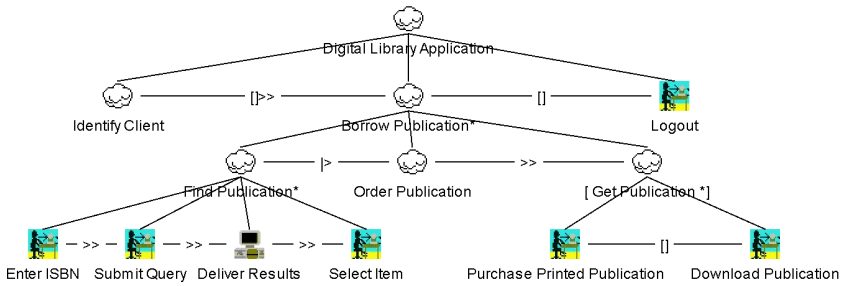 Digital Library Application
[]>>
[]
Identify Client
Borrow Publication*
Logout
|>
>>
Find Publication*
Order Publication
[ Get Publication *]
>>
>>
>>
[]
Enter ISBN
Submit Query
Deliver Results
Select Item
Purchase Printed Publication
Download Publication